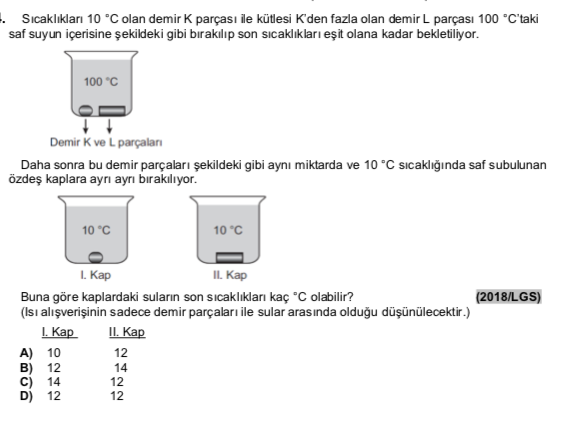 . Sıcaklıkları 10 °C olan demir K parçası ile kütlesi K'den fazla olan demir L parçası 100 °C'taki
saf suyun içerisine şekildeki gibi bırakılıp son sıcaklıkları eşit olana kadar bekletiliyor.
100 °C
Demir K ve L parçaları
Daha sonra bu demir parçaları şekildeki gibi aynı miktarda ve 10 °C sıcaklığında saf subulunan
özdeş kaplara ayrı ayrı bırakılıyor.
10 °C 10 °C
I. Kap II. Kap
Buna göre kaplardaki suların son sıcaklıkları kaç °C olabilir? (2018/LGS)
(Isı alışverişinin sadece demir parçaları ile sular arasında olduğu düşünülecektir.)
I. Kap II. Kap
A) 10 12
B) 12 14
C) 14 12
D) 12 12